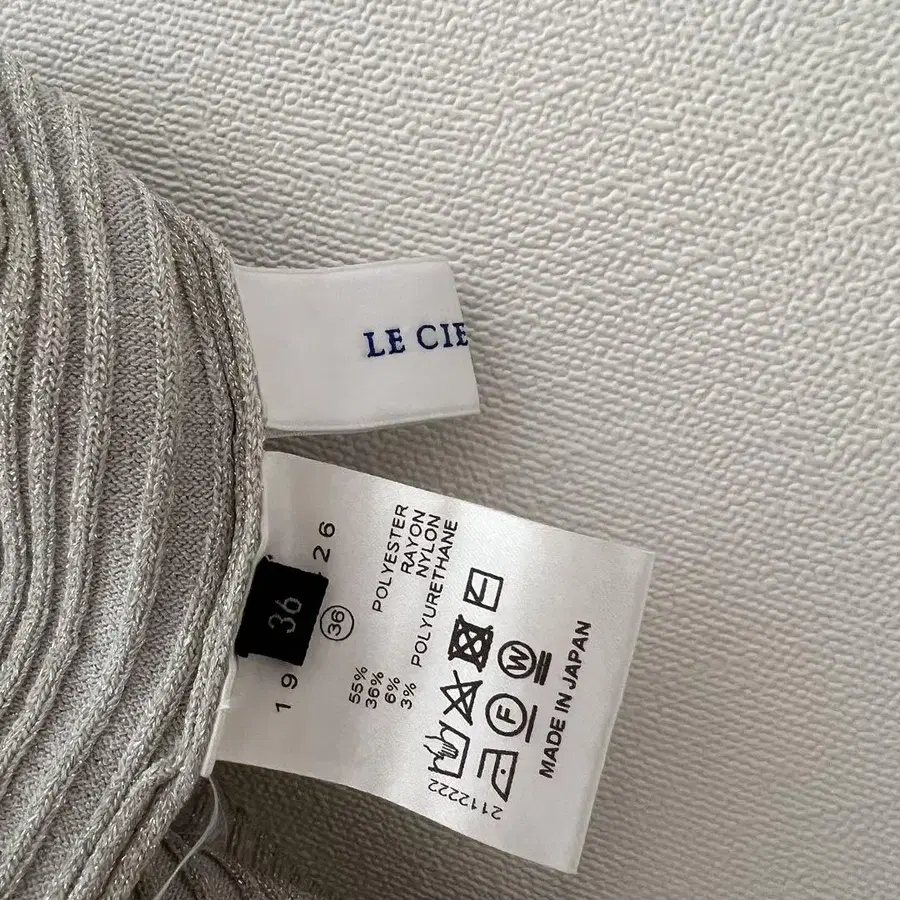 LE CIE
36
19 26
36
55% POLYESTER
36% RAYON
6% NYLON
3% POLYURETHANE
F W
2112222
MADE IN JAPAN